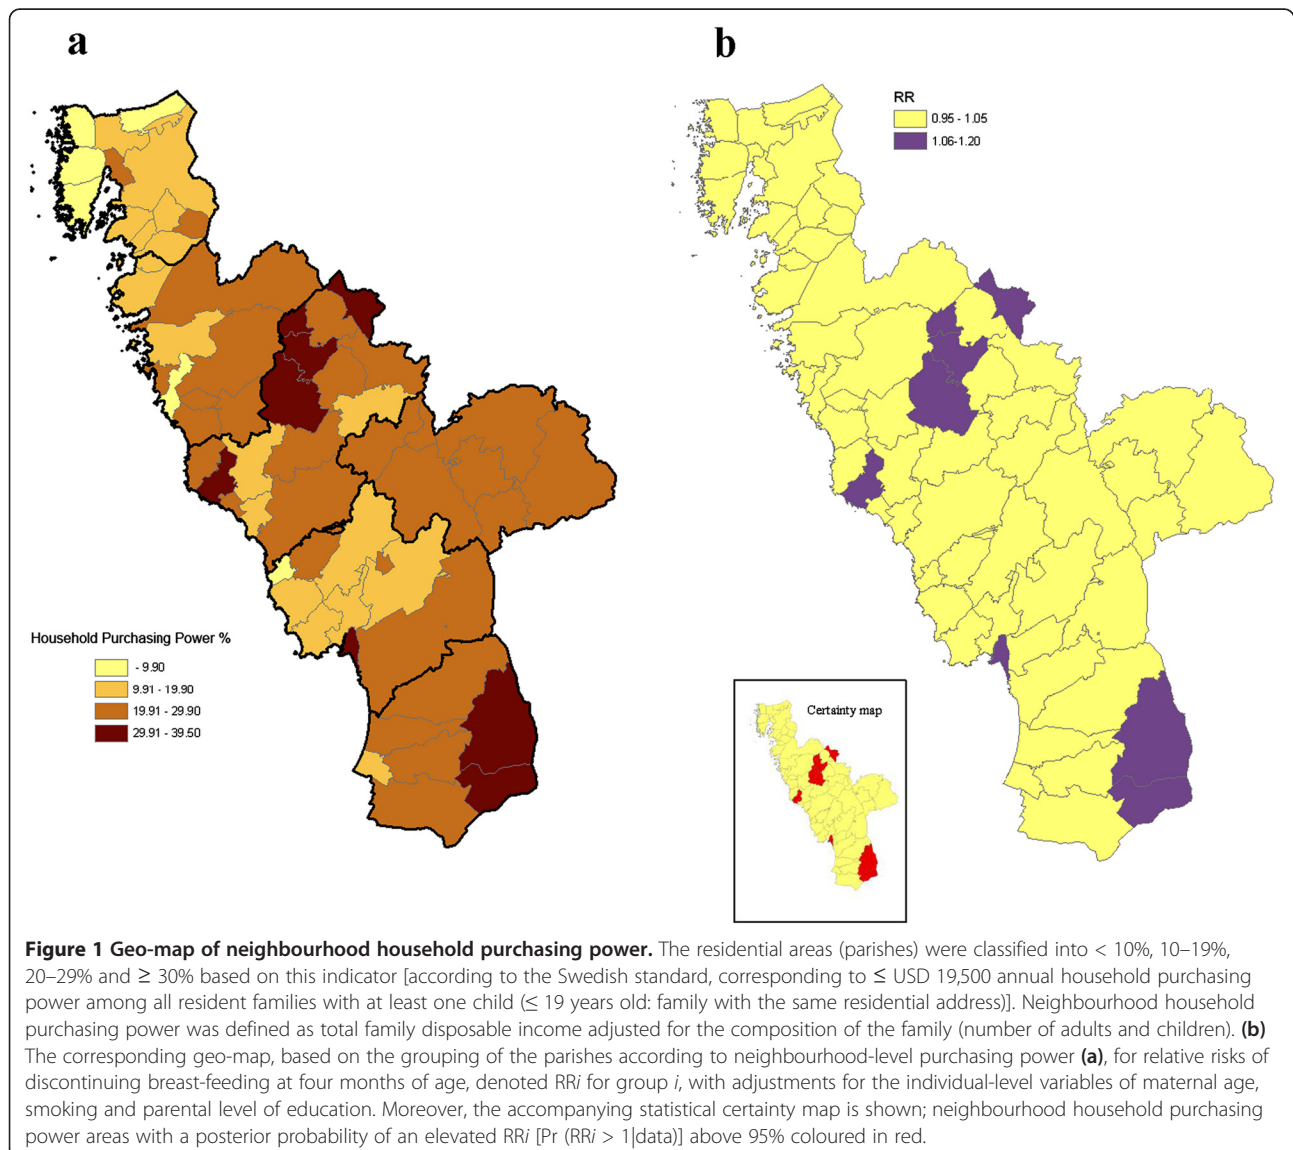 a
b
RR
0.95 - 1.05
1.06-1.20
Household Purchasing Power %
- 9.90
9.91 - 19.90
19.91 - 29.90
29.91 - 39.50
Certainty map
Figure 1 Geo-map of neighbourhood household purchasing power. The residential areas (parishes) were classified into < 10%, 10–19%,
20–29% and ≥ 30% based on this indicator [according to the Swedish standard, corresponding to ≤ USD 19,500 annual household purchasing
power among all resident families with at least one child (≤ 19 years old: family with the same residential address)]. Neighbourhood household
purchasing power was defined as total family disposable income adjusted for the composition of the family (number of adults and children). (b)
The corresponding geo-map, based on the grouping of the parishes according to neighbourhood-level purchasing power (a), for relative risks of
discontinuing breast-feeding at four months of age, denoted RRi for group i, with adjustments for the individual-level variables of maternal age,
smoking and parental level of education. Moreover, the accompanying statistical certainty map is shown; neighbourhood household purchasing
power areas with a posterior probability of an elevated RRi [Pr (RRi > 1|data)] above 95% coloured in red.